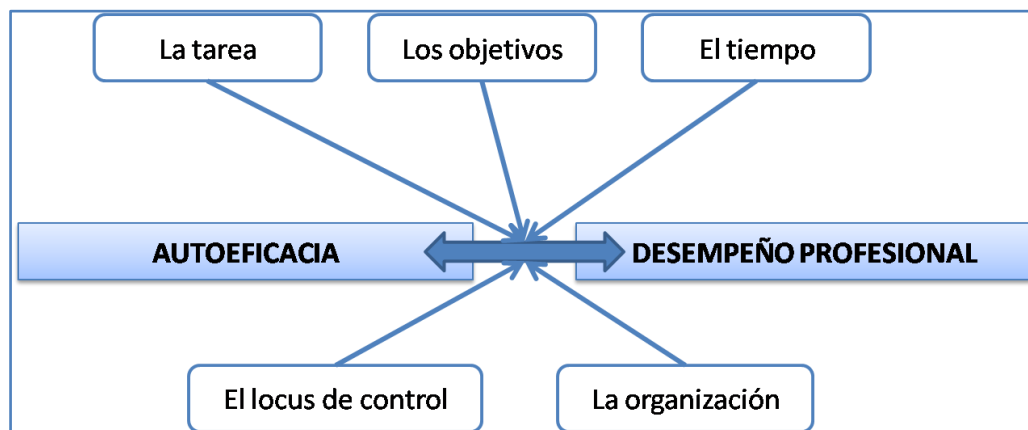 La tarea
Los objetivos
El tiempo
AUTOEFICACIA
DESEMPEÑO PROFESIONAL
El locus de control
La organización